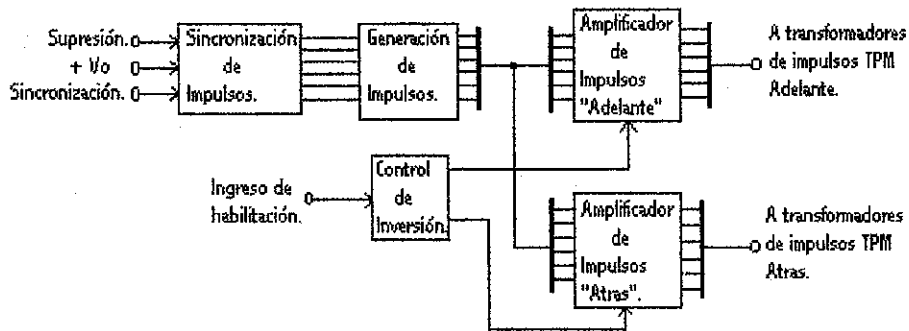 Supresión.
+ Vo
Sincronización.
Sincronización
de
Impulsos.
Generación
de
Impulsos.
Amplificador
de
Impulsos
"Adelante"
A transformadores
de impulsos TPM
Adelante.
Ingreso de
habilitación.
Control
de
Inversión.
Amplificador
de
Impulsos
"Atras".
A transformadores
de impulsos TPM
Atras.